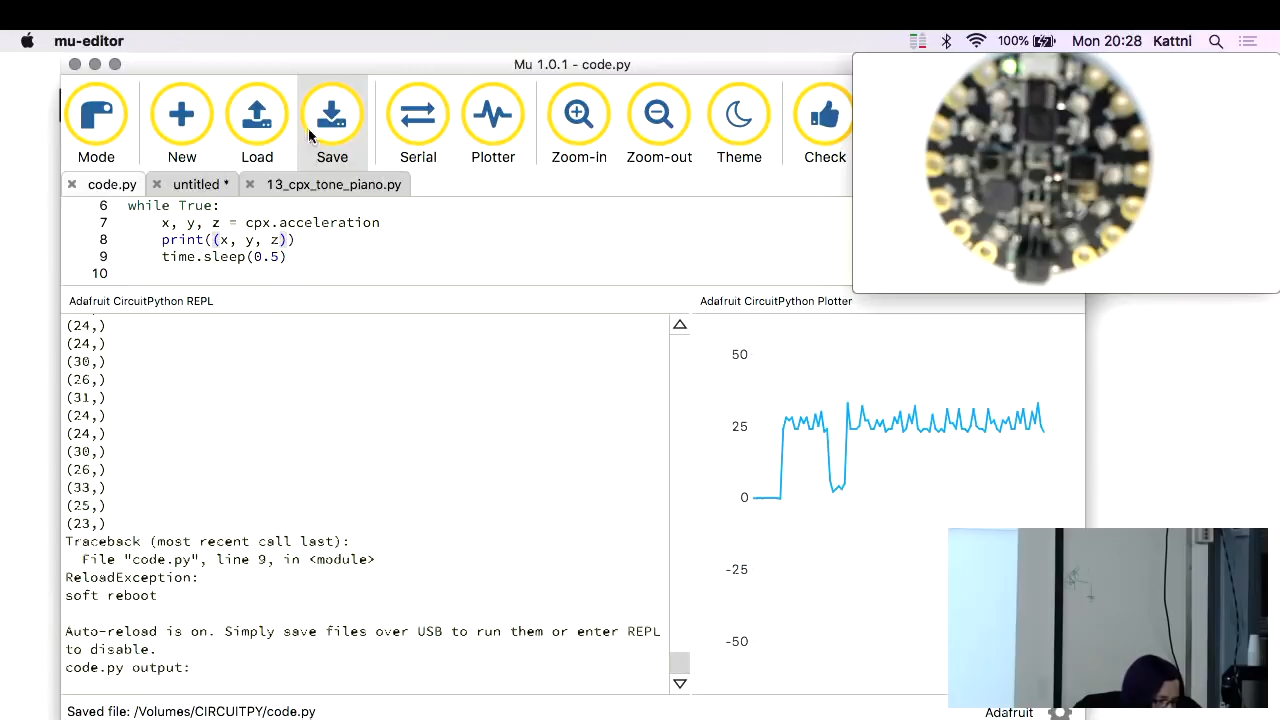 mu-editor
100%
Mon 20:28 Kattni
Mu 1.0.1 - code.py
Mode New Load Save Serial Plotter Zoom-in Zoom-out Theme Check
code.py untitled * 13_cpx_tone_piano.py
6 while True:
7 x, y, z = cpx.acceleration
8 print((x, y, z))
9 time.sleep(0.5)
10
Adafruit CircuitPython REPL
Adafruit CircuitPython Plotter
(24,)
(24,)
(30,)
(26,)
(31,)
(24,)
(24,)
(30,)
(26,)
(33,)
(25,)
(23,)
Traceback (most recent call last):
File "code.py", line 9, in <module>
ReloadException:
soft reboot
Auto-reload is on. Simply save files over USB to run them or enter REPL
to disable.
code.py output:
50
25
0
-25
-50
Saved file: /Volumes/CIRCUITPY/code.py
Adafruit